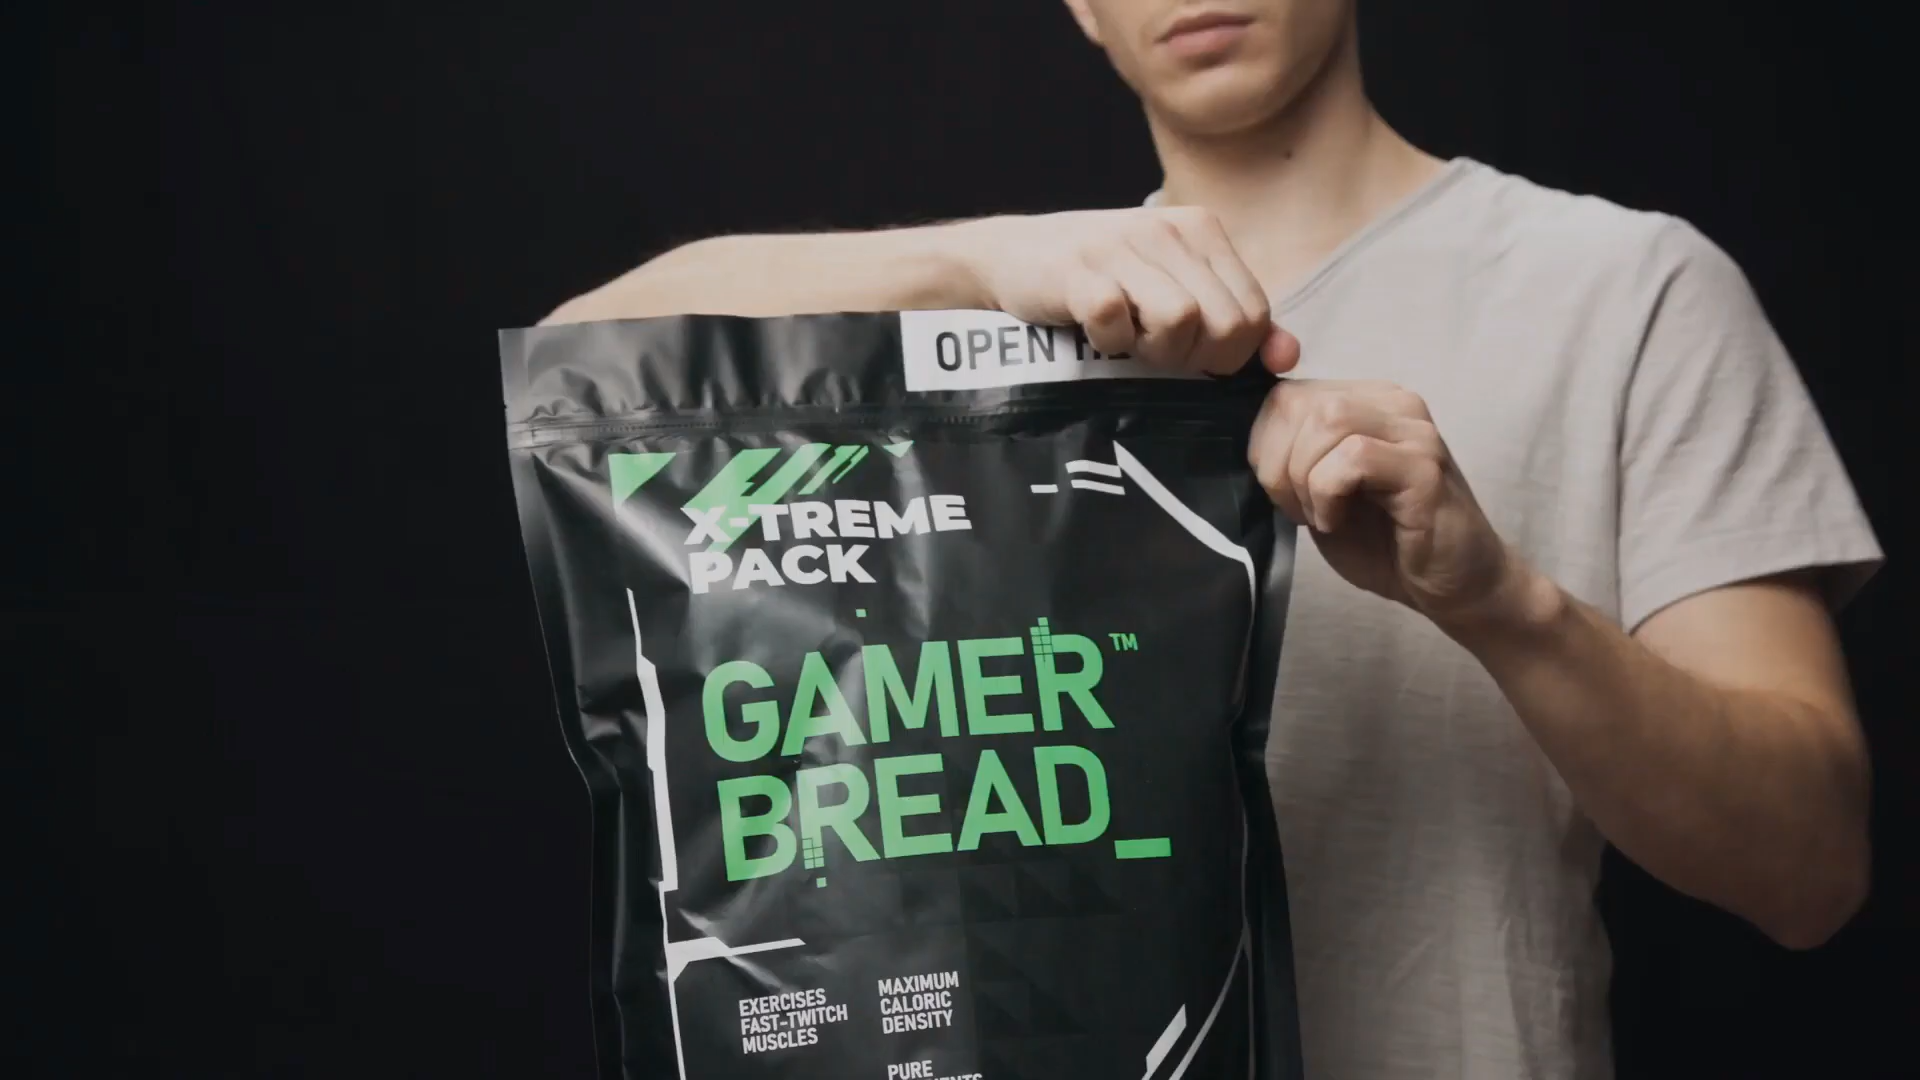 OPEN
X-TREME
PACK
GAMER™
BREAD_
EXERCISES
FAST-TWITCH
MUSCLES
MAXIMUM
CALORIC
DENSITY
PURE